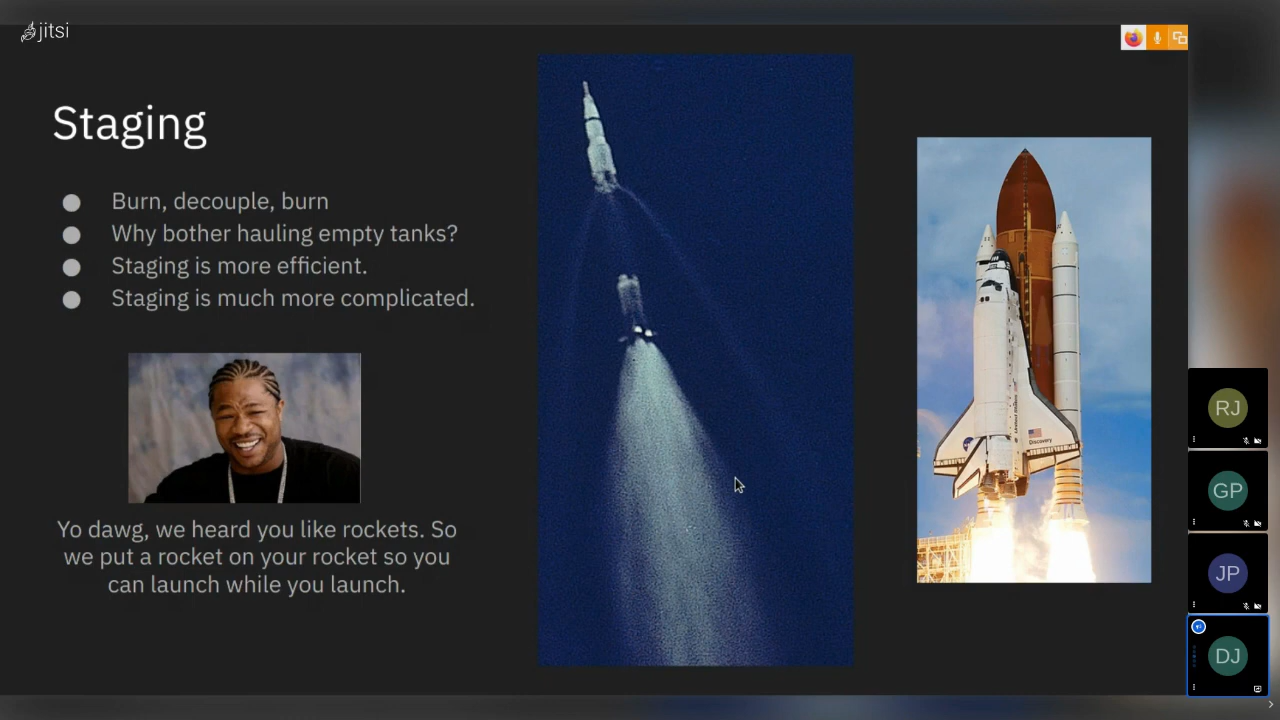 jitsi
Staging
Burn, decouple, burn
Why bother hauling empty tanks?
Staging is more efficient.
Staging is much more complicated.
Yo dawg, we heard you like rockets. So
we put a rocket on your rocket so you
can launch while you launch.
Discovery
RJ
GP
JP
DJ